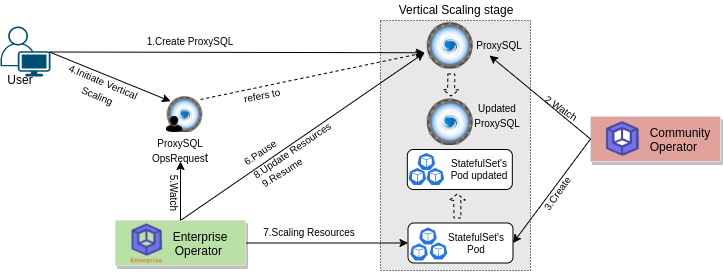 Vertical Scaling stage
1.Create ProxySQL
ProxySQL
User
4.Initiate Vertical
Scaling
refers to
2.Watch
Updated
ProxySQL
Community
Operator
ProxySQL
OpsRequest
6.Pause
8.Update Resources
9.Resume
StatefulSet's
Pod updated
5.Watch
3.Create
Enterprise
Operator
Enterprise
7.Scaling Resources
StatefulSet's
Pod